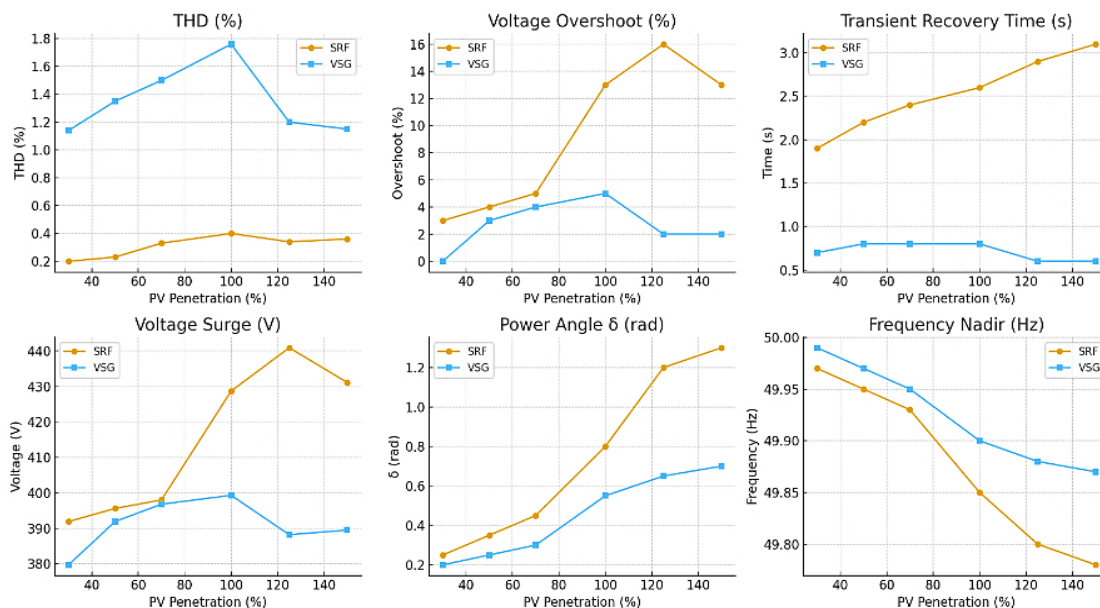 THD (%)
1.8
1.6
1.4
1.2
1.0
0.8
0.6
0.4
0.2
THD (%)
SRF
VSG
40 60 80 100 120 140
PV Penetration (%)
Voltage Overshoot (%)
16
14
12
10
8
6
4
2
0
Overshoot (%)
SRF
VSG
40 60 80 100 120 140
PV Penetration (%)
Transient Recovery Time (s)
3.0
2.5
2.0
1.5
1.0
0.5
Time (s)
SRF
VSG
40 60 80 100 120 140
PV Penetration (%)
Voltage Surge (V)
440
430
420
410
400
390
380
Voltage (V)
SRF
VSG
40 60 80 100 120 140
PV Penetration (%)
Power Angle δ (rad)
1.2
1.0
0.8
0.6
0.4
0.2
δ (rad)
SRF
VSG
40 60 80 100 120 140
PV Penetration (%)
Frequency Nadir (Hz)
50.00
49.95
49.90
49.85
49.80
Frequency (Hz)
SRF
VSG
40 60 80 100 120 140
PV Penetration (%)